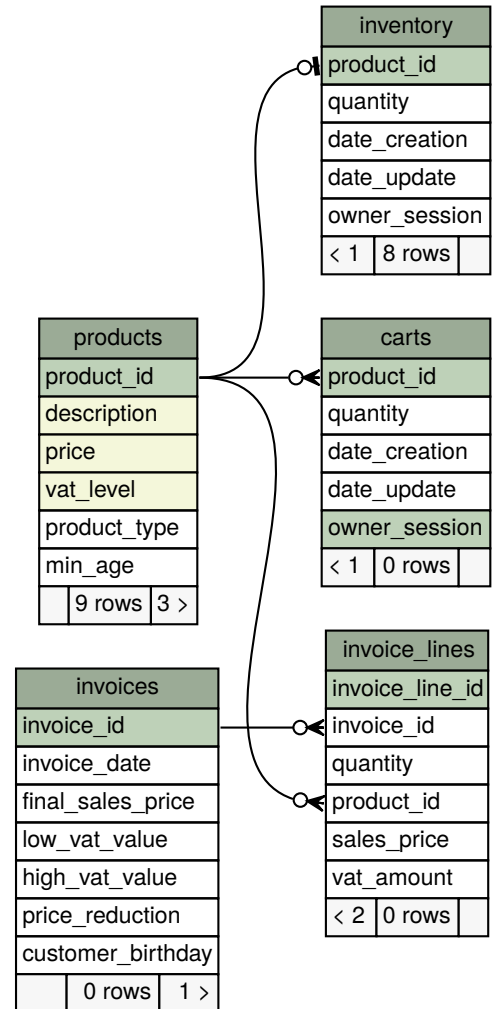 inventory
product_id
quantity
date_creation
date_update
owner_session
< 1 8 rows
products
product_id
description
price
vat_level
product_type
min_age
9 rows 3 >
carts
product_id
quantity
date_creation
date_update
owner_session
< 1 0 rows
invoices
invoice_id
invoice_date
final_sales_price
low_vat_value
high_vat_value
price_reduction
customer_birthday
0 rows 1 >
invoice_lines
invoice_line_id
invoice_id
quantity
product_id
sales_price
vat_amount
< 2 0 rows